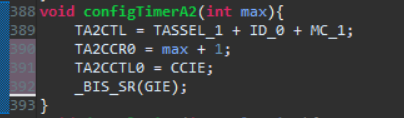 388 void configTimerA2(int max){
389     TA2CTL = TASSEL_1 + ID_0 + MC_1;
390     TA2CCR0 = max + 1;
391     TA2CCTL0 = CCIE;
392     _BIS_SR(GIE);
393 }